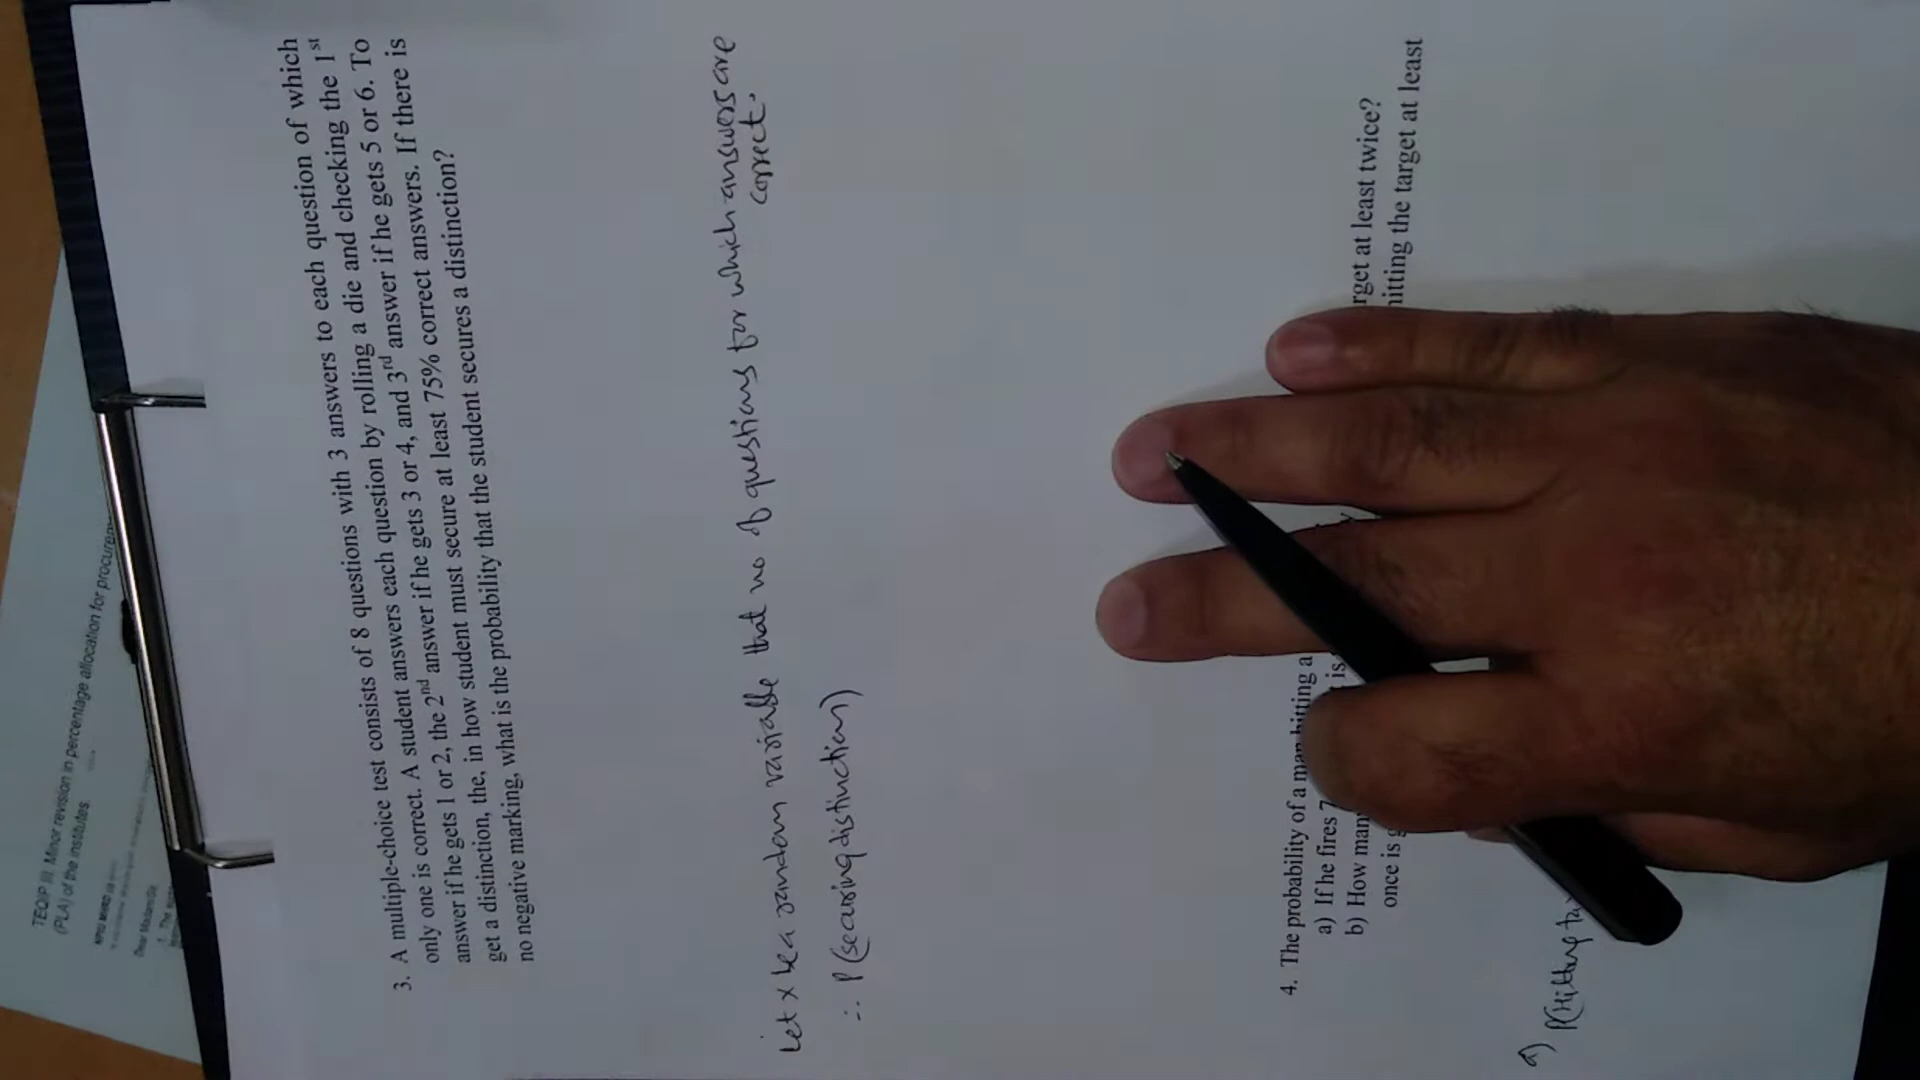 TEQIP III: Minor revision in percentage allocation for
(PLA) of the institutes.
Dear Madam/Sir,
3. A multiple-choice test consists of 8 questions with 3 answers to each question of which
only one is correct. A student answers each question by rolling a die and checking the 1st
answer if he gets 1 or 2, the 2nd answer if he gets 3 or 4, and 3rd answer if he gets 5 or 6. To
get a distinction, the, in how student must secure at least 75% correct answers. If there is
no negative marking, what is the probability that the student secures a distinction?
Let x be a random variable that no of questions for which answers are
correct.
∴ P(securing distinction)
4. The probability of a man hitting a
a) If he fires 7 is rget at least twice?
b) How man is hitting the target at least
once is
a) P(Hitting ta